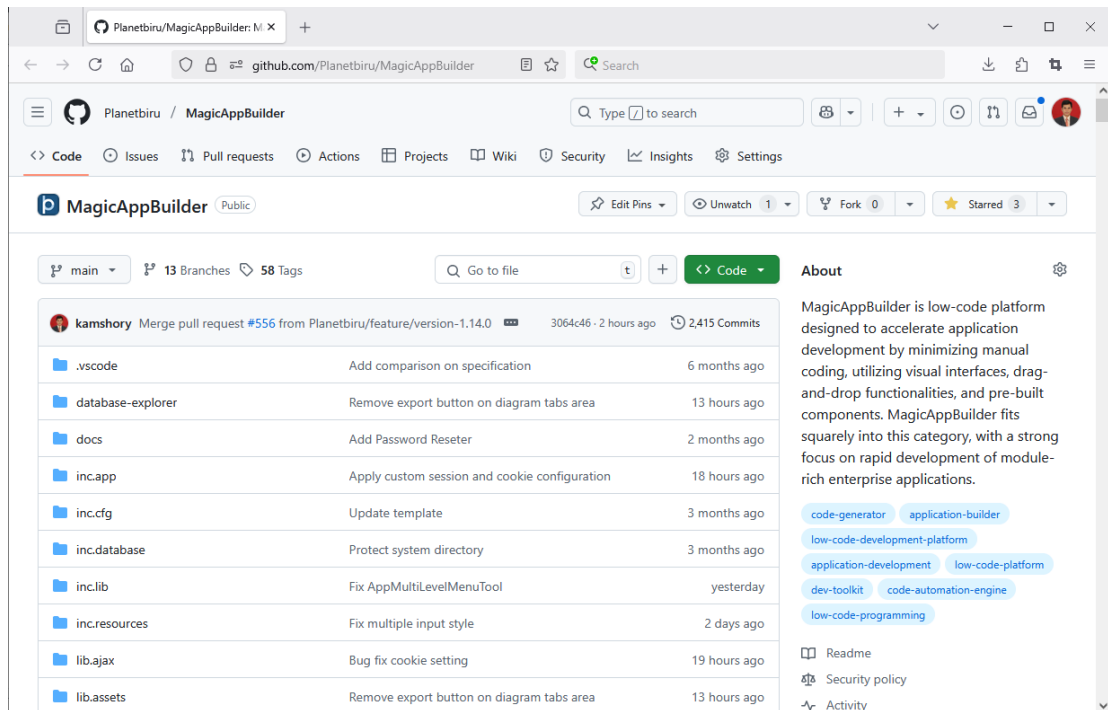 Planetbiru/MagicAppBuilder: M
github.com/Planetbiru/MagicAppBuilder
Search
Planetbiru / MagicAppBuilder
Type / to search
Code
Issues
Pull requests
Actions
Projects
Wiki
Security
Insights
Settings
MagicAppBuilder Public
Edit Pins
Unwatch 1
Fork 0
Starred 3
main
13 Branches
58 Tags
Go to file t
Code
kamshory Merge pull request #556 from Planetbiru/feature/version-1.14.0 3064c46 · 2 hours ago 2,415 Commits
.vscode Add comparison on specification 6 months ago
database-explorer Remove export button on diagram tabs area 13 hours ago
docs Add Password Reseter 2 months ago
inc.app Apply custom session and cookie configuration 18 hours ago
inc.cfg Update template 3 months ago
inc.database Protect system directory 3 months ago
inc.lib Fix AppMultiLevelMenuTool yesterday
inc.resources Fix multiple input style 2 days ago
lib.ajax Bug fix cookie setting 19 hours ago
lib.assets Remove export button on diagram tabs area 13 hours ago
About
MagicAppBuilder is low-code platform
designed to accelerate application
development by minimizing manual
coding, utilizing visual interfaces, drag-
and-drop functionalities, and pre-built
components. MagicAppBuilder fits
squarely into this category, with a strong
focus on rapid development of module-
rich enterprise applications.
code-generator application-builder
low-code-development-platform
application-development low-code-platform
dev-toolkit code-automation-engine
low-code-programming
Readme
Security policy
Activity